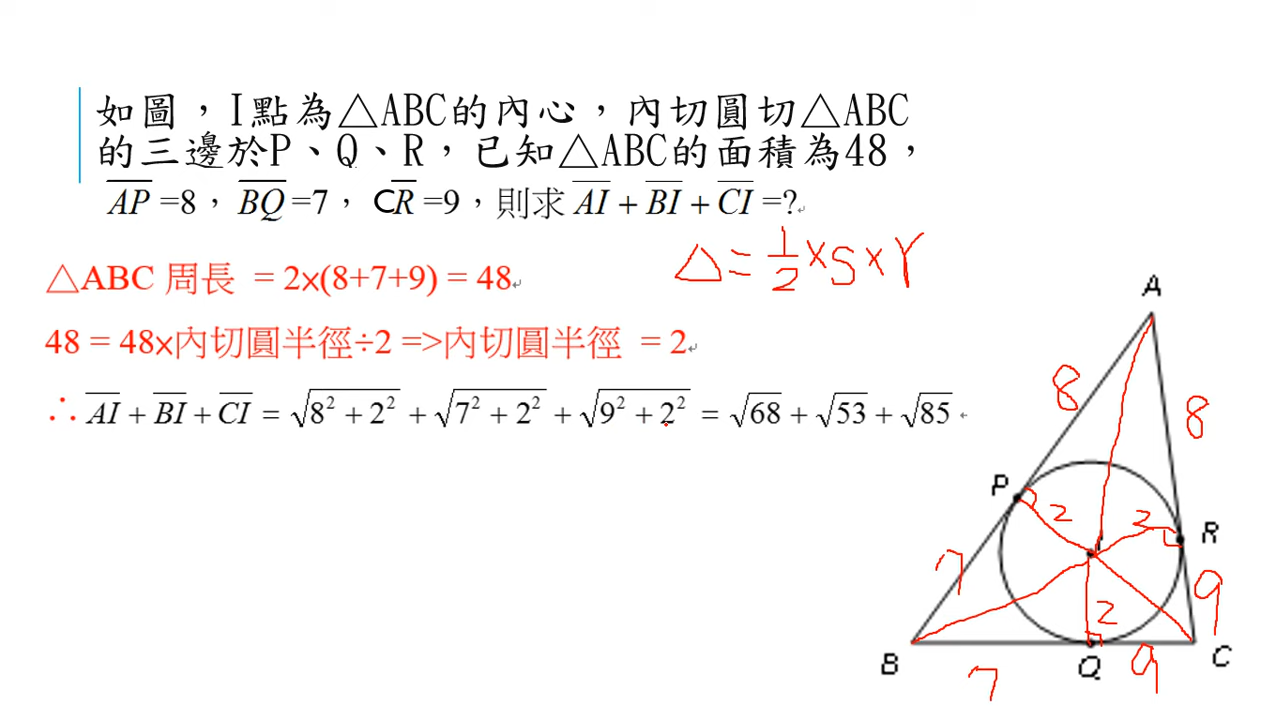 如圖，I點為△ABC的內心，內切圓切△ABC
的三邊於P、Q、R，已知△ABC的面積為48，
AP=8，BQ=7，CR=9，則求AI+BI+CI=?
△=1/2×S×r
△ABC 周長 = 2×(8+7+9) = 48
48 = 48×內切圓半徑÷2 =>內切圓半徑 = 2
∴ AI + BI + CI = √(8²+2²) + √(7²+2²) + √(9²+2²) = √68 + √53 + √85
A
8
8
P
2
2
R
7
9
2
B
Q
C
7
9